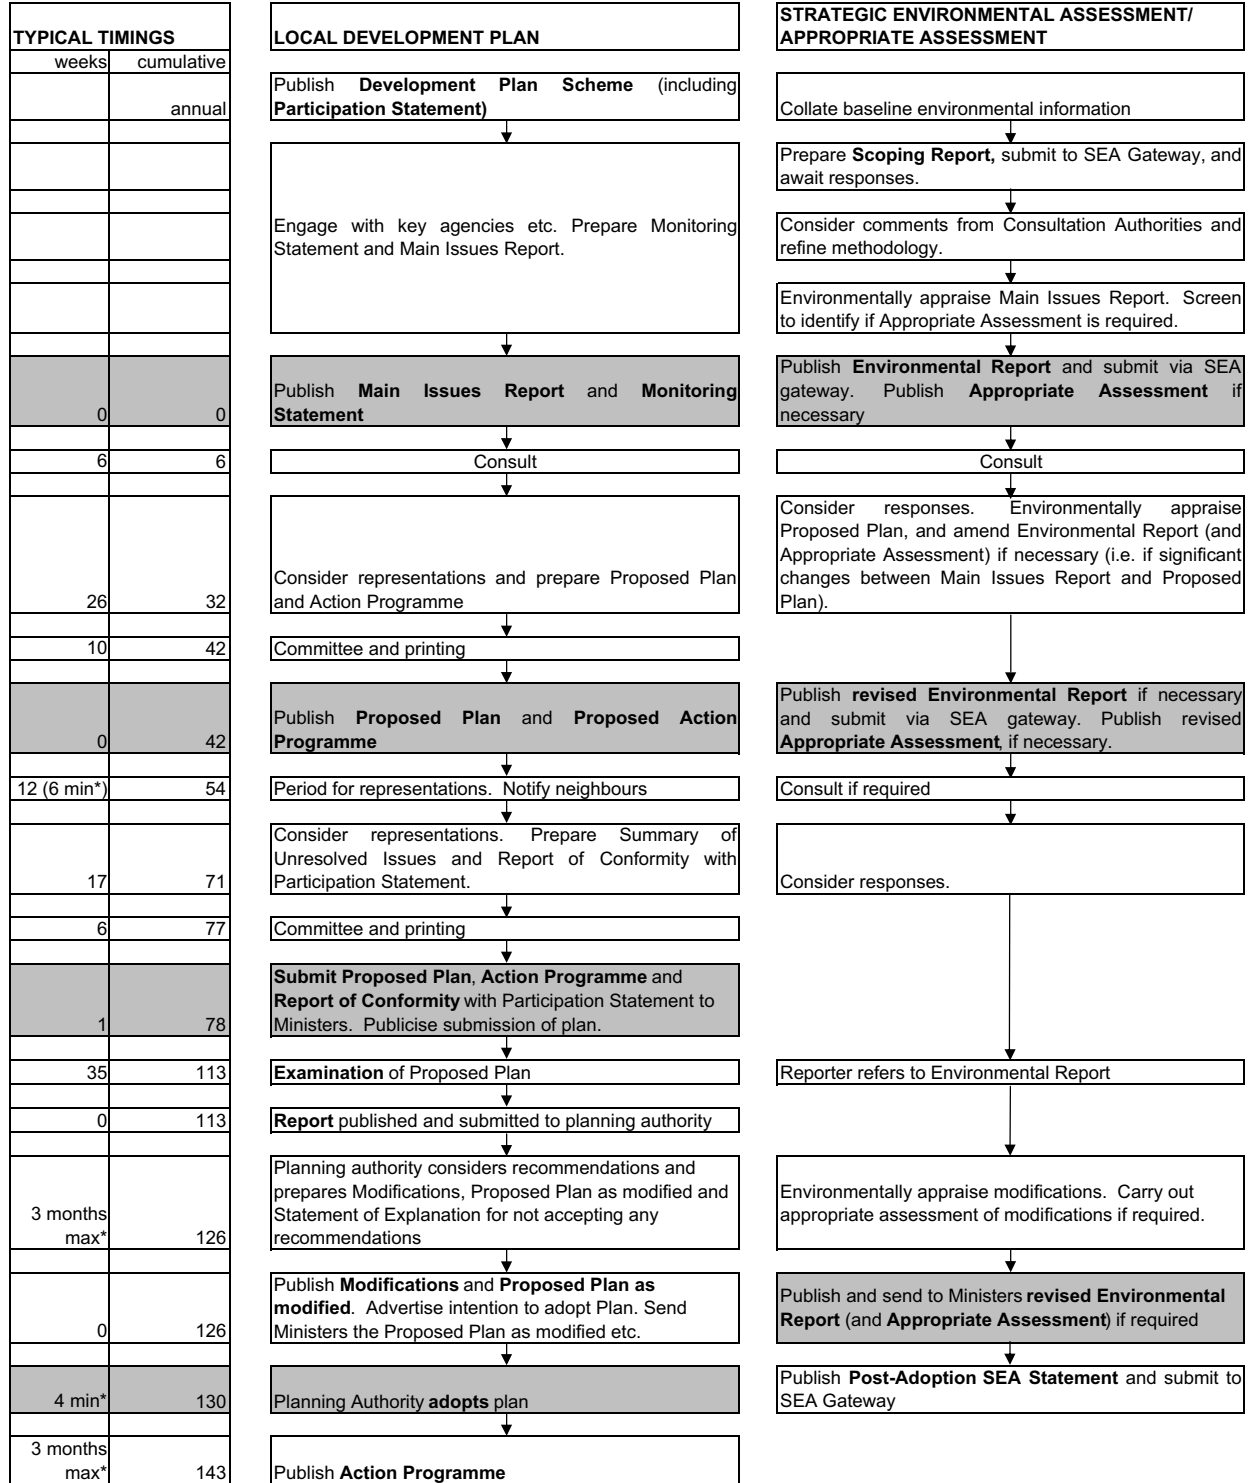 TYPICAL TIMINGS
LOCAL DEVELOPMENT PLAN
STRATEGIC ENVIRONMENTAL ASSESSMENT/
APPROPRIATE ASSESSMENT
weeks cumulative
annual
Publish Development Plan Scheme (including
Participation Statement)
Collate baseline environmental information
Engage with key agencies etc. Prepare Monitoring
Statement and Main Issues Report.
Prepare Scoping Report, submit to SEA Gateway, and
await responses.
Consider comments from Consultation Authorities and
refine methodology.
Environmentally appraise Main Issues Report. Screen
to identify if Appropriate Assessment is required.
0 0
Publish Main Issues Report and Monitoring
Statement
Publish Environmental Report and submit via SEA
gateway. Publish Appropriate Assessment if
necessary
6 6
Consult
Consult
26 32
Consider representations and prepare Proposed Plan
and Action Programme
Consider responses. Environmentally appraise
Proposed Plan, and amend Environmental Report (and
Appropriate Assessment) if necessary (i.e. if significant
changes between Main Issues Report and Proposed
Plan).
10 42
Committee and printing
0 42
Publish Proposed Plan and Proposed Action
Programme
Publish revised Environmental Report if necessary
and submit via SEA gateway. Publish revised
Appropriate Assessment, if necessary.
12 (6 min*) 54
Period for representations. Notify neighbours
Consult if required
17 71
Consider representations. Prepare Summary of
Unresolved Issues and Report of Conformity with
Participation Statement.
Consider responses.
6 77
Committee and printing
1 78
Submit Proposed Plan, Action Programme and
Report of Conformity with Participation Statement to
Ministers. Publicise submission of plan.
35 113
Examination of Proposed Plan
Reporter refers to Environmental Report
0 113
Report published and submitted to planning authority
3 months
max* 126
Planning authority considers recommendations and
prepares Modifications, Proposed Plan as modified and
Statement of Explanation for not accepting any
recommendations
Environmentally appraise modifications. Carry out
appropriate assessment of modifications if required.
0 126
Publish Modifications and Proposed Plan as
modified. Advertise intention to adopt Plan. Send
Ministers the Proposed Plan as modified etc.
Publish and send to Ministers revised Environmental
Report (and Appropriate Assessment) if required
4 min* 130
Planning Authority adopts plan
Publish Post-Adoption SEA Statement and submit to
SEA Gateway
3 months
max* 143
Publish Action Programme